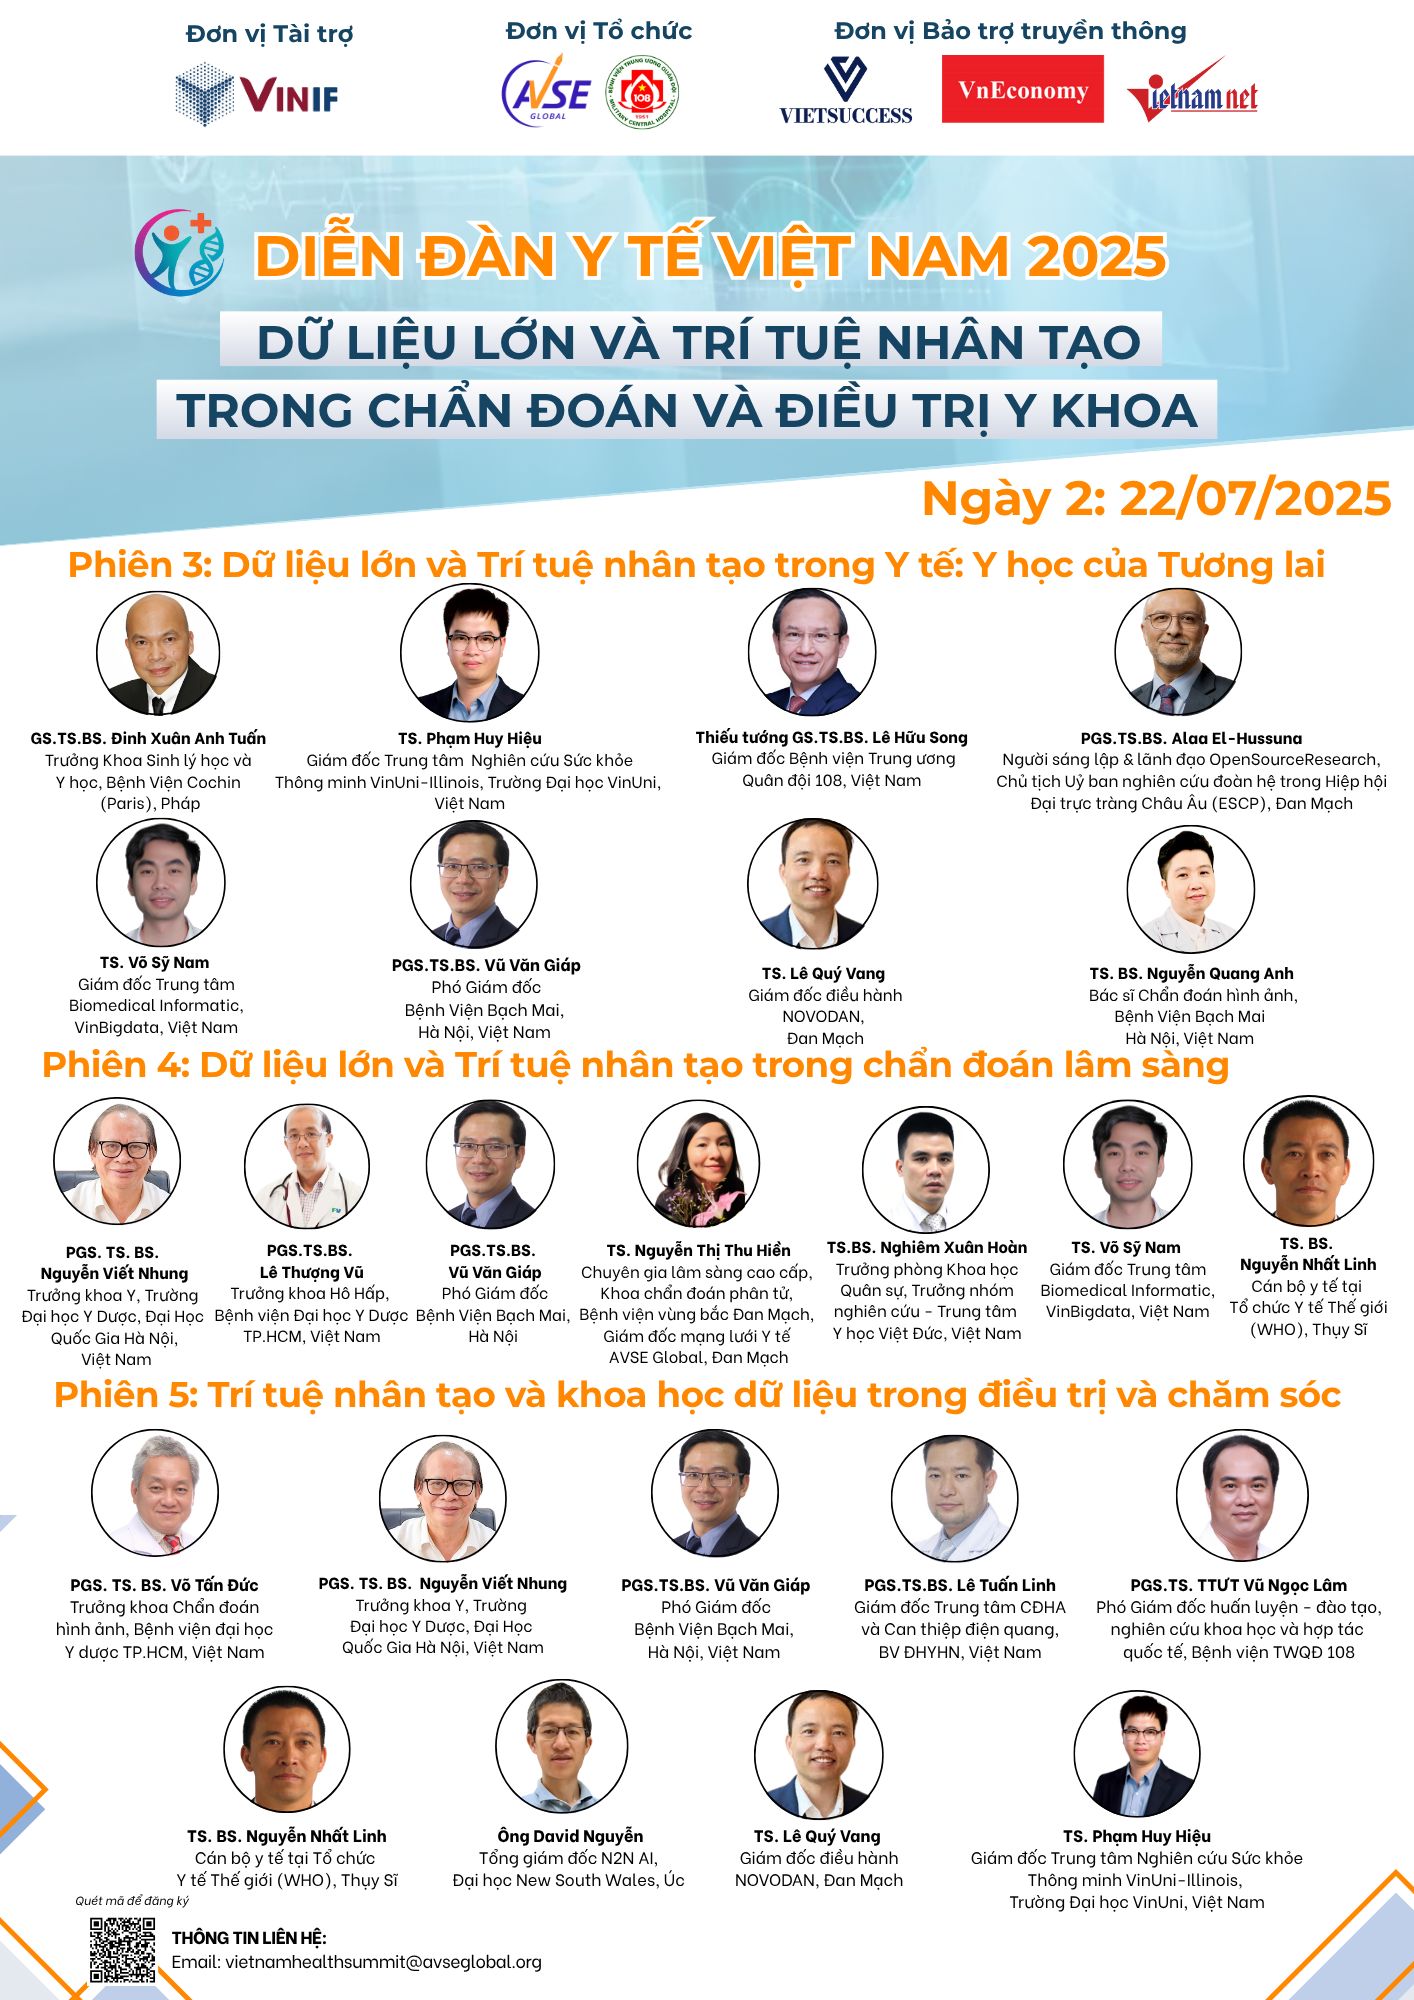 Đơn vị Tài trợ
Đơn vị Tổ chức
Đơn vị Bảo trợ truyền thông
VINIF
AVSE
GLOBAL
BỆNH VIỆN TRUNG ƯƠNG QUÂN ĐỘI
108
1951
MILITARY CENTRAL HOSPITAL
VIETSUCCESS
VnEconomy
Vietnamnet
DIỄN ĐÀN Y TẾ VIỆT NAM 2025
DỮ LIỆU LỚN VÀ TRÍ TUỆ NHÂN TẠO
TRONG CHẨN ĐOÁN VÀ ĐIỀU TRỊ Y KHOA
Ngày 2: 22/07/2025
Phiên 3: Dữ liệu lớn và Trí tuệ nhân tạo trong Y tế: Y học của Tương lai
GS.TS.BS. Đinh Xuân Anh Tuấn
Trưởng Khoa Sinh lý học và
Y học, Bệnh Viện Cochin
(Paris), Pháp
TS. Phạm Huy Hiệu
Giám đốc Trung tâm Nghiên cứu Sức khỏe
Thông minh VinUni-Illinois, Trường Đại học VinUni,
Việt Nam
Thiếu tướng GS.TS.BS. Lê Hữu Song
Giám đốc Bệnh viện Trung ương
Quân đội 108, Việt Nam
PGS.TS.BS. Alaa El-Hussuna
Người sáng lập & lãnh đạo OpenSourceResearch,
Chủ tịch Uỷ ban nghiên cứu đoàn hệ trong Hiệp hội
Đại trực tràng Châu Âu (ESCP), Đan Mạch
TS. Võ Sỹ Nam
Giám đốc Trung tâm
Biomedical Informatic,
VinBigdata, Việt Nam
PGS.TS.BS. Vũ Văn Giáp
Phó Giám đốc
Bệnh Viện Bạch Mai,
Hà Nội, Việt Nam
TS. Lê Quý Vang
Giám đốc điều hành
NOVODAN,
Đan Mạch
TS. BS. Nguyễn Quang Anh
Bác sĩ Chẩn đoán hình ảnh,
Bệnh Viện Bạch Mai
Hà Nội, Việt Nam
Phiên 4: Dữ liệu lớn và Trí tuệ nhân tạo trong chẩn đoán lâm sàng
PGS. TS. BS.
Nguyễn Viết Nhung
Trưởng khoa Y, Trường
Đại học Y Dược, Đại Học
Quốc Gia Hà Nội,
Việt Nam
PGS.TS.BS.
Lê Thượng Vũ
Trưởng khoa Hô Hấp,
Bệnh viện Đại học Y Dược
TP.HCM, Việt Nam
PGS.TS.BS.
Vũ Văn Giáp
Phó Giám đốc
Bệnh Viện Bạch Mai,
Hà Nội
TS. Nguyễn Thị Thu Hiền
Chuyên gia lâm sàng cao cấp,
Khoa chẩn đoán phân tử,
Bệnh viện vùng bắc Đan Mạch,
Giám đốc mạng lưới Y tế
AVSE Global, Đan Mạch
TS.BS. Nghiêm Xuân Hoàn
Trưởng phòng Khoa học
Quân sự, Trưởng nhóm
nghiên cứu - Trung tâm
Y học Việt Đức, Việt Nam
TS. Võ Sỹ Nam
Giám đốc Trung tâm
Biomedical Informatic,
VinBigdata, Việt Nam
TS. BS.
Nguyễn Nhất Linh
Cán bộ y tế tại
Tổ chức Y tế Thế giới
(WHO), Thụy Sĩ
Phiên 5: Trí tuệ nhân tạo và khoa học dữ liệu trong điều trị và chăm sóc
PGS. TS. BS. Võ Tấn Đức
Trưởng khoa Chẩn đoán
hình ảnh, Bệnh viện đại học
Y dược TP.HCM, Việt Nam
PGS. TS. BS. Nguyễn Viết Nhung
Trưởng khoa Y, Trường
Đại học Y Dược, Đại Học
Quốc Gia Hà Nội, Việt Nam
PGS.TS.BS. Vũ Văn Giáp
Phó Giám đốc
Bệnh Viện Bạch Mai,
Hà Nội, Việt Nam
PGS.TS.BS. Lê Tuấn Linh
Giám đốc Trung tâm CĐHA
và Can thiệp điện quang,
BV ĐHYHN, Việt Nam
PGS.TS. TTƯT Vũ Ngọc Lâm
Phó Giám đốc huấn luyện - đào tạo,
nghiên cứu khoa học và hợp tác
quốc tế, Bệnh viện TWQĐ 108
TS. BS. Nguyễn Nhất Linh
Cán bộ y tế tại Tổ chức
Y tế Thế giới (WHO), Thụy Sĩ
Ông David Nguyễn
Tổng giám đốc N2N AI,
Đại học New South Wales, Úc
TS. Lê Quý Vang
Giám đốc điều hành
NOVODAN, Đan Mạch
TS. Phạm Huy Hiệu
Giám đốc Trung tâm Nghiên cứu Sức khỏe
Thông minh VinUni-Illinois,
Trường Đại học VinUni, Việt Nam
Quét mã để đăng ký
THÔNG TIN LIÊN HỆ:
Email: vietnamhealthsummit@avseglobal.org